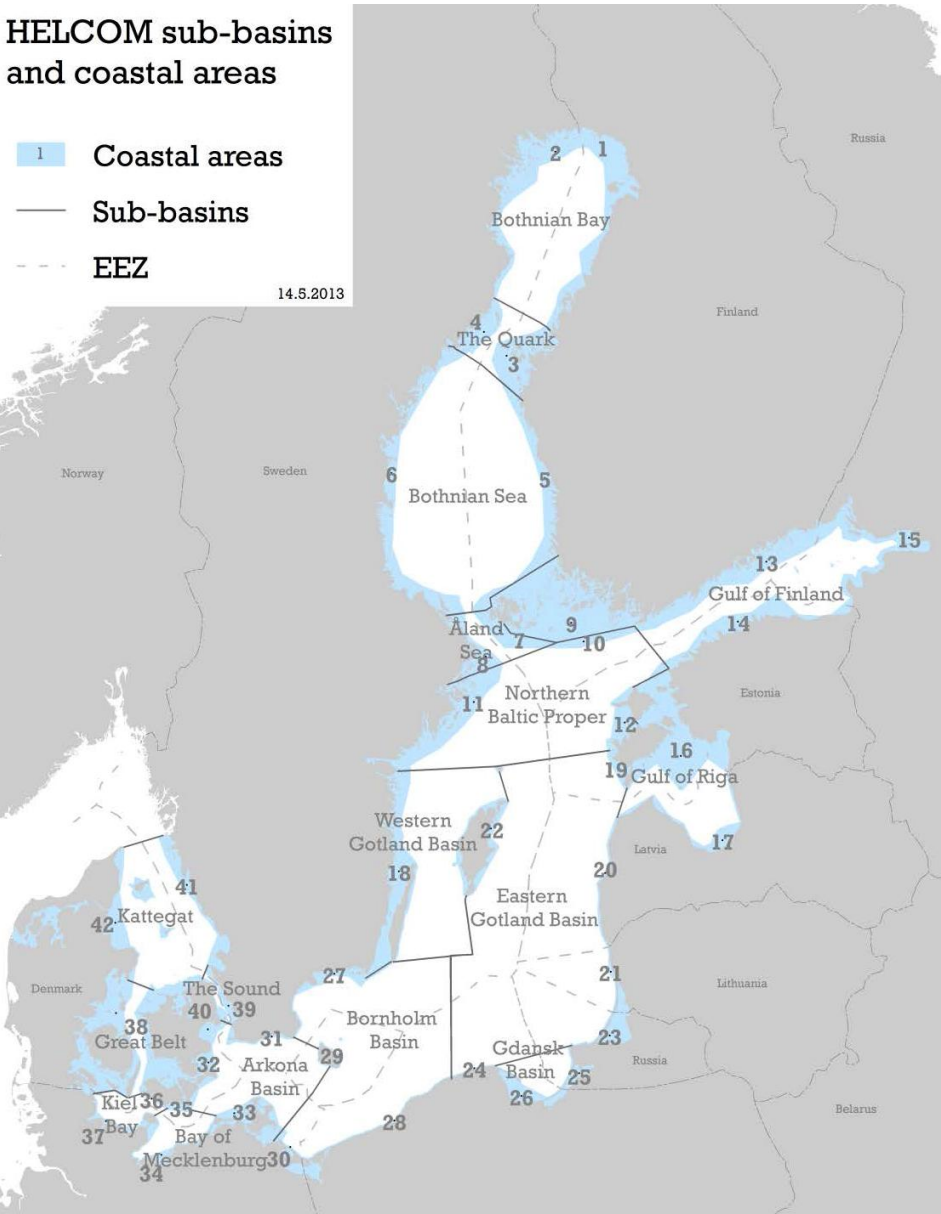 HELCOM sub-basins
and coastal areas
1
Coastal areas
Sub-basins
EEZ
14.5.2013
Russia
2
1
Bothnian Bay
Finland
4
The Quark
3
Norway
Sweden
6
5
Bothnian Sea
15
13
Gulf of Finland
14
9
Åland
Sea
7
10
8
Estonia
Northern
Baltic Proper
11
12
16
19
Gulf of Riga
Western
Gotland Basin
22
17
Latvia
18
20
Eastern
Gotland Basin
41
Kattegat
42
27
21
Lithuania
Denmark
The Sound
40
39
38
Great Belt
Bornholm
Basin
31
29
23
Gdansk
Basin
Russia
32
Arkona
Basin
24
25
26
Kiel
Bay
36
35
33
28
Belarus
37
Bay of
Mecklenburg
30
34